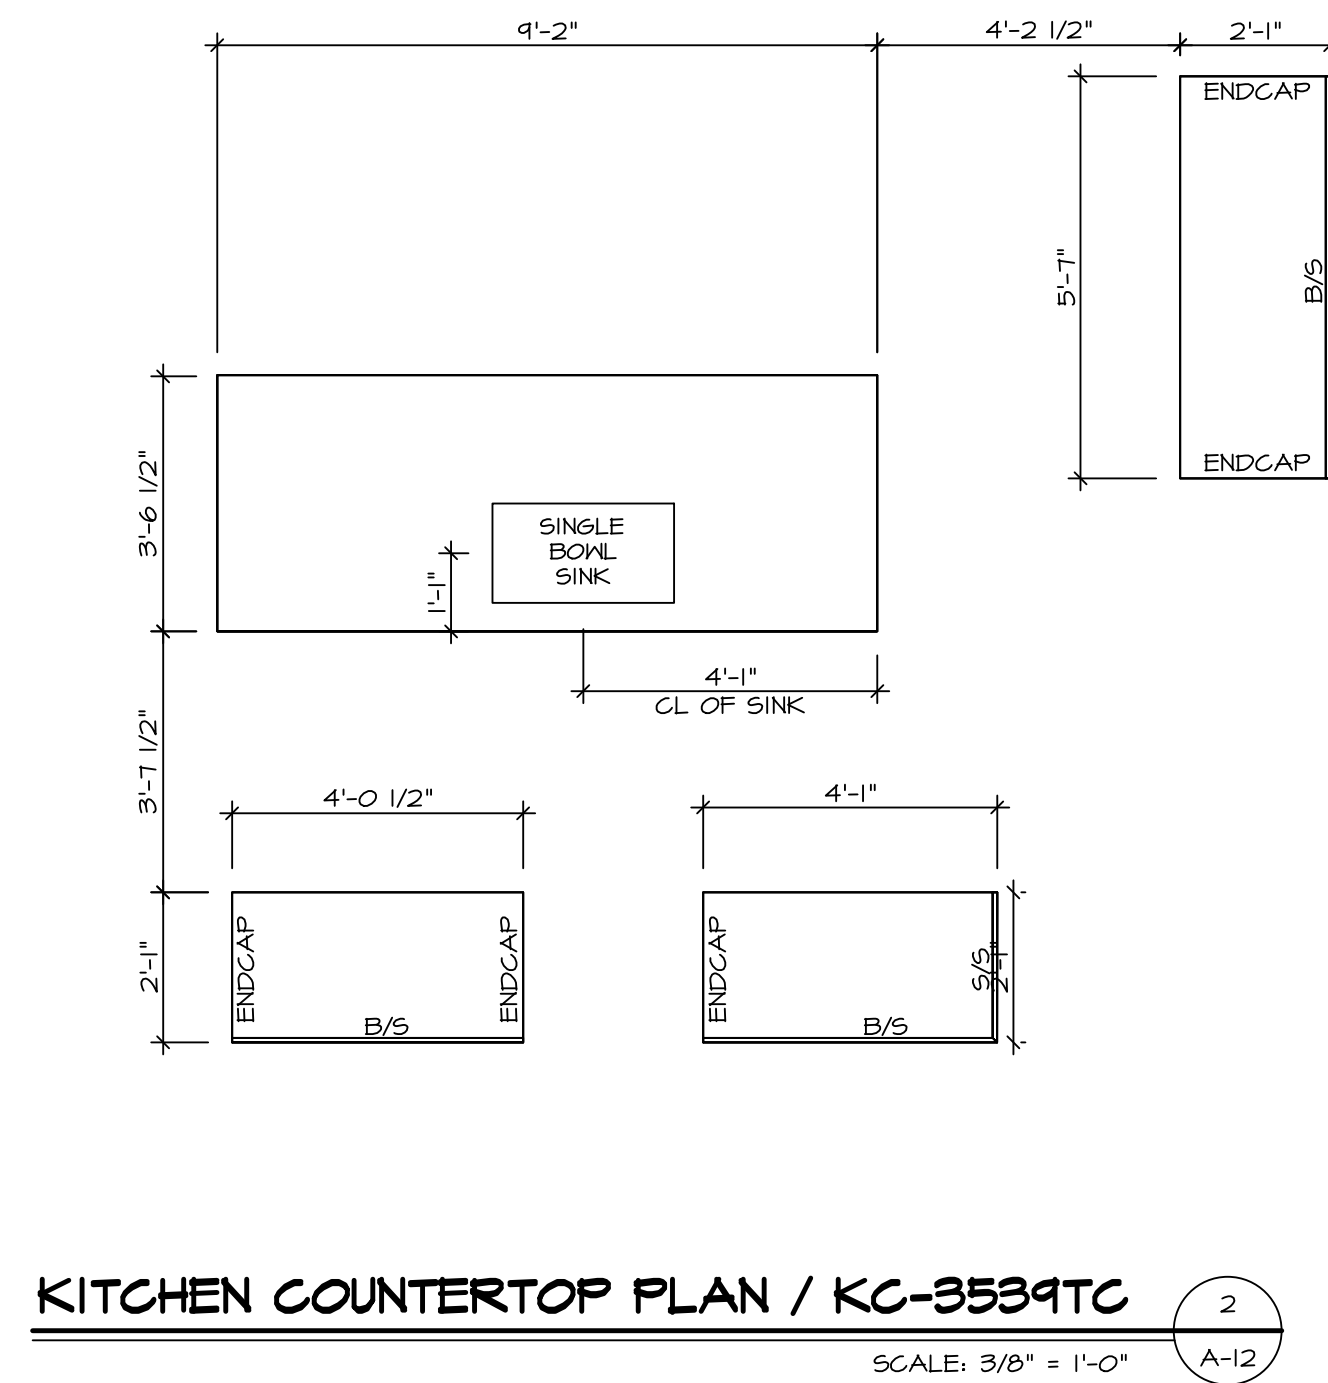 9'-2"
4'-2 1/2"
2'-1"
ENDCAP
5'-7"
B/S
ENDCAP
3'-6 1/2"
SINGLE
BOWL
SINK
1'-1"
4'-1"
CL OF SINK
3'-7 1/2"
4'-0 1/2"
4'-1"
2'-1"
ENDCAP
ENDCAP
B/S
ENDCAP
S/S
2'-1"
B/S
KITCHEN COUNTERTOP PLAN / KC-3539TC
2
A-12
SCALE: 3/8" = 1'-0"